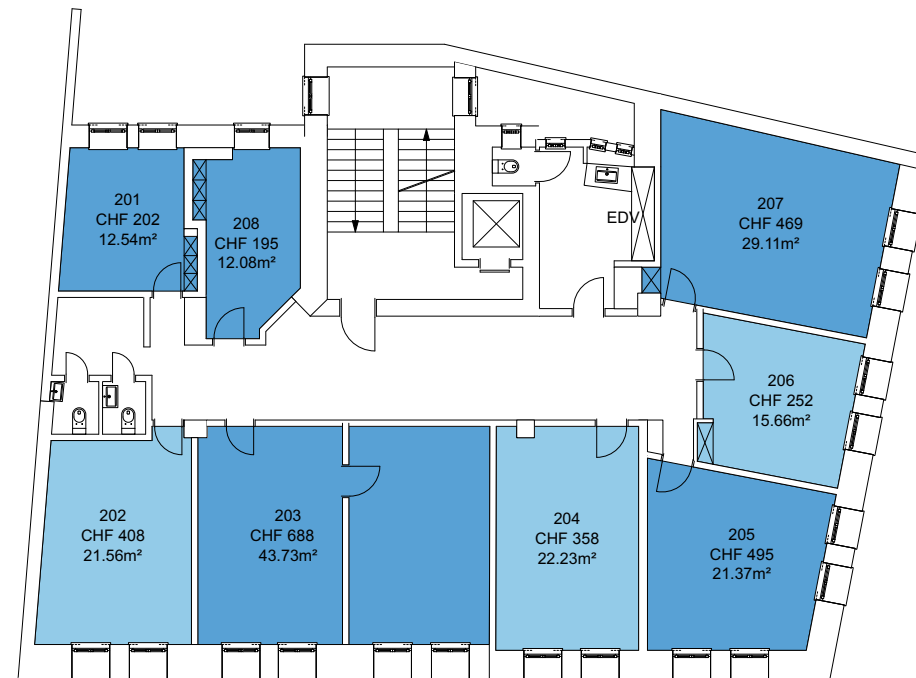 201
CHF 202
12.54m²
208
CHF 195
12.08m²
EDV
207
CHF 469
29.11m²
206
CHF 252
15.66m²
202
CHF 408
21.56m²
203
CHF 688
43.73m²
204
CHF 358
22.23m²
205
CHF 495
21.37m²